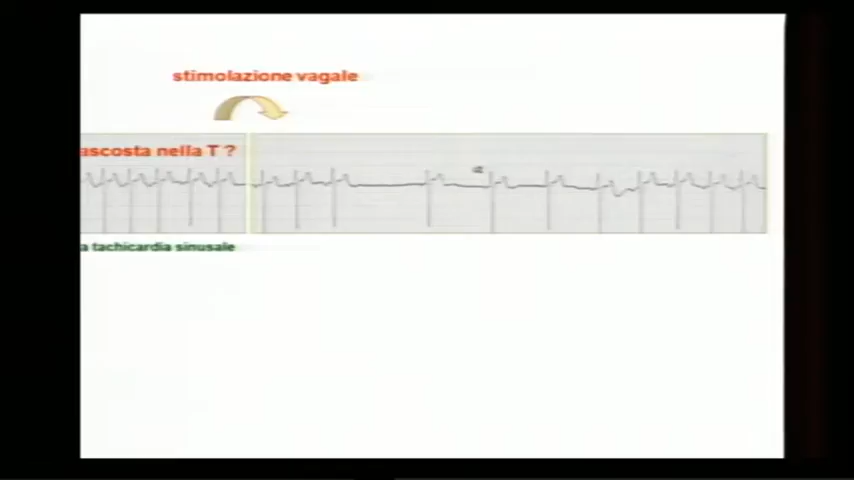 stimolazione vagale
ascosta nella T ?
a tachicardia sinusale